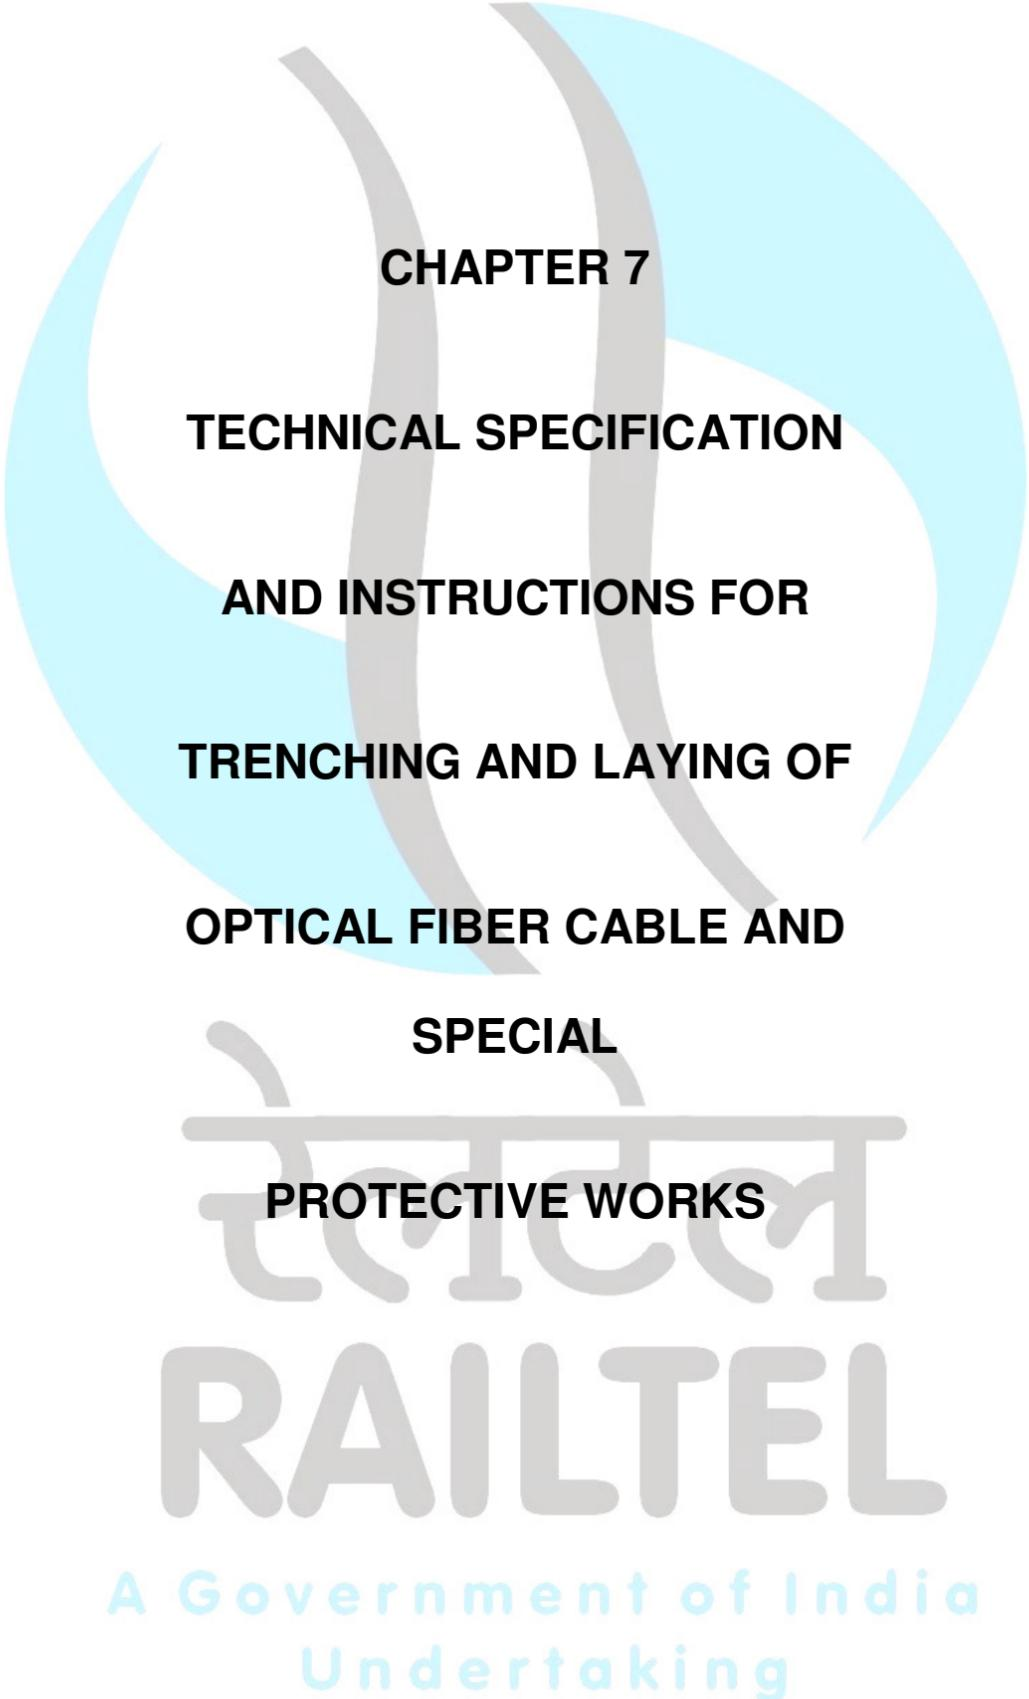 CHAPTER 7
TECHNICAL SPECIFICATION
AND INSTRUCTIONS FOR
TRENCHING AND LAYING OF
OPTICAL FIBER CABLE AND
SPECIAL
PROTECTIVE WORKS
रेलटेल
RAILTEL
A Government of India
Undertaking